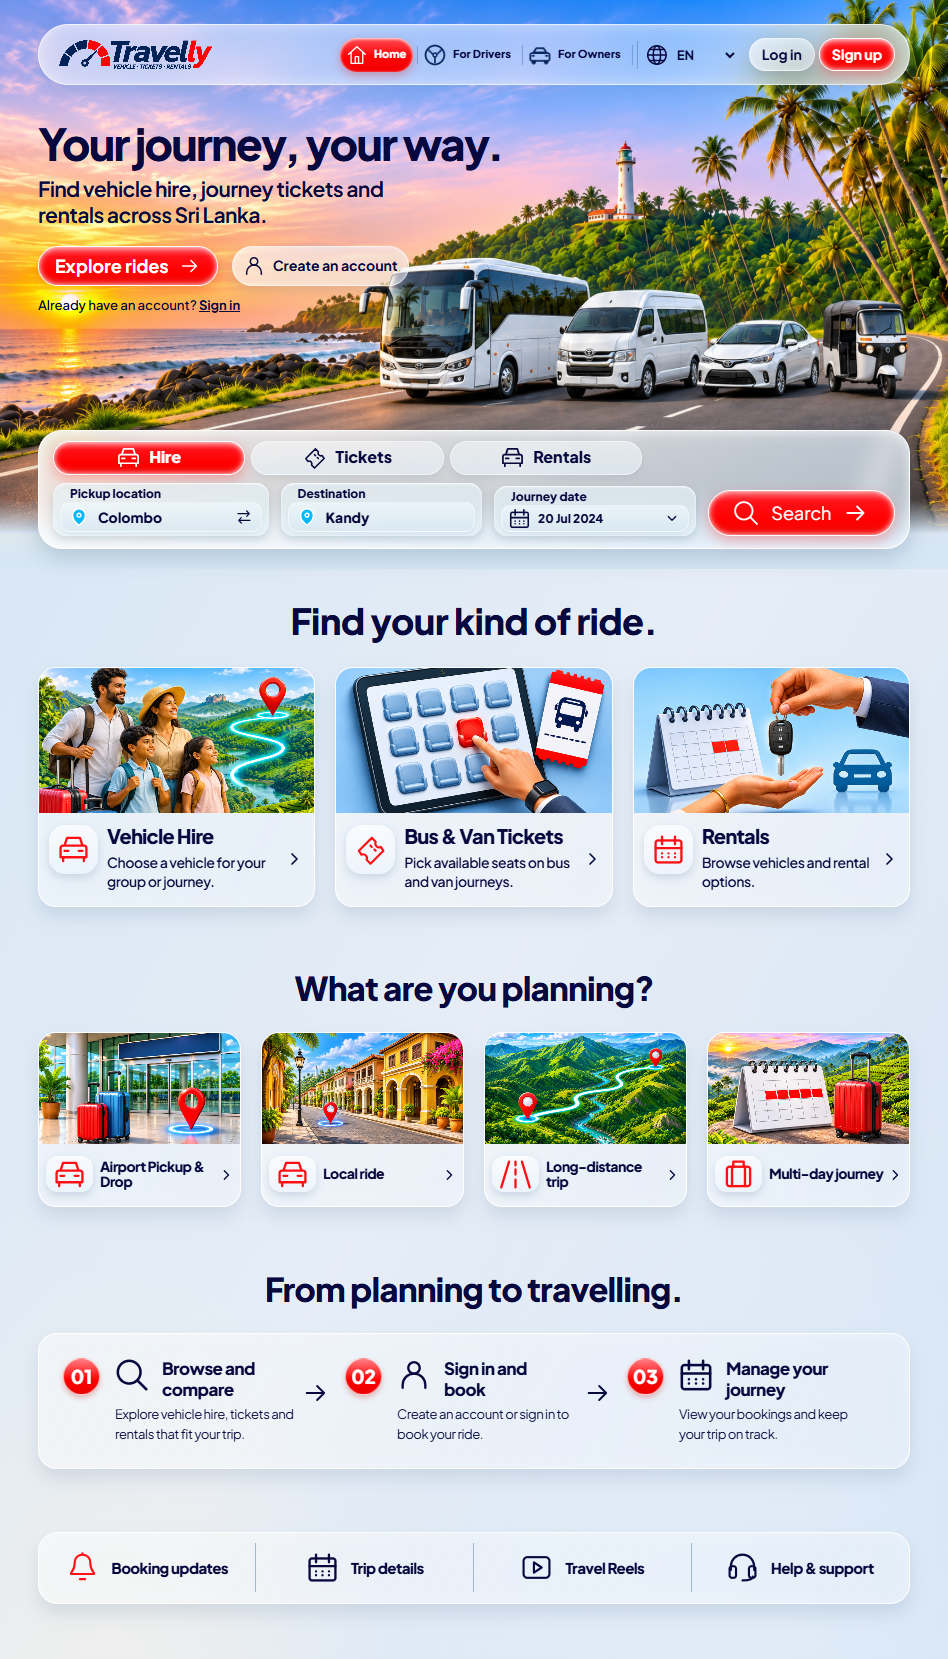 Travelly
VEHICLE • TICKETS • RENTALS
Home
For Drivers
For Owners
EN
Log in
Sign up
Your journey, your way.
Find vehicle hire, journey tickets and
rentals across Sri Lanka.
Explore rides
Create an account
Already have an account? Sign in
Hire
Tickets
Rentals
Pickup location
Colombo
Destination
Kandy
Journey date
20 Jul 2024
Search
Find your kind of ride.
Vehicle Hire
Choose a vehicle for your
group or journey.
Bus & Van Tickets
Pick available seats on bus
and van journeys.
Rentals
Browse vehicles and rental
options.
What are you planning?
Airport Pickup &
Drop
Local ride
Long-distance
trip
Multi-day journey
From planning to travelling.
01
Browse and
compare
Explore vehicle hire, tickets and
rentals that fit your trip.
02
Sign in and
book
Create an account or sign in to
book your ride.
03
Manage your
journey
View your bookings and keep
your trip on track.
Booking updates
Trip details
Travel Reels
Help & support